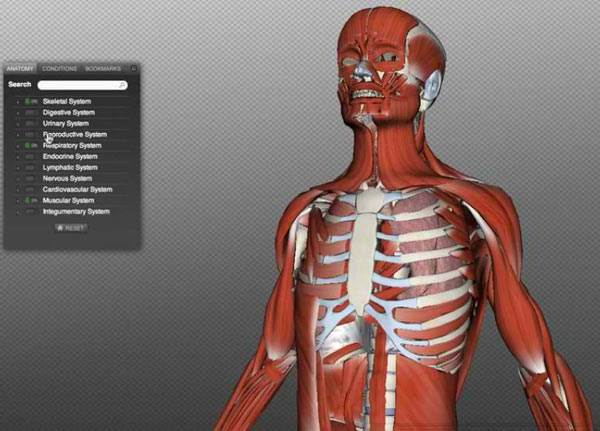 ANATOMY CONDITIONS BOOKMARKS
Search
Skeletal System
Digestive System
Urinary System
Reproductive System
Respiratory System
Endocrine System
Lymphatic System
Nervous System
Cardiovascular System
Muscular System
Integumentary System
RESET